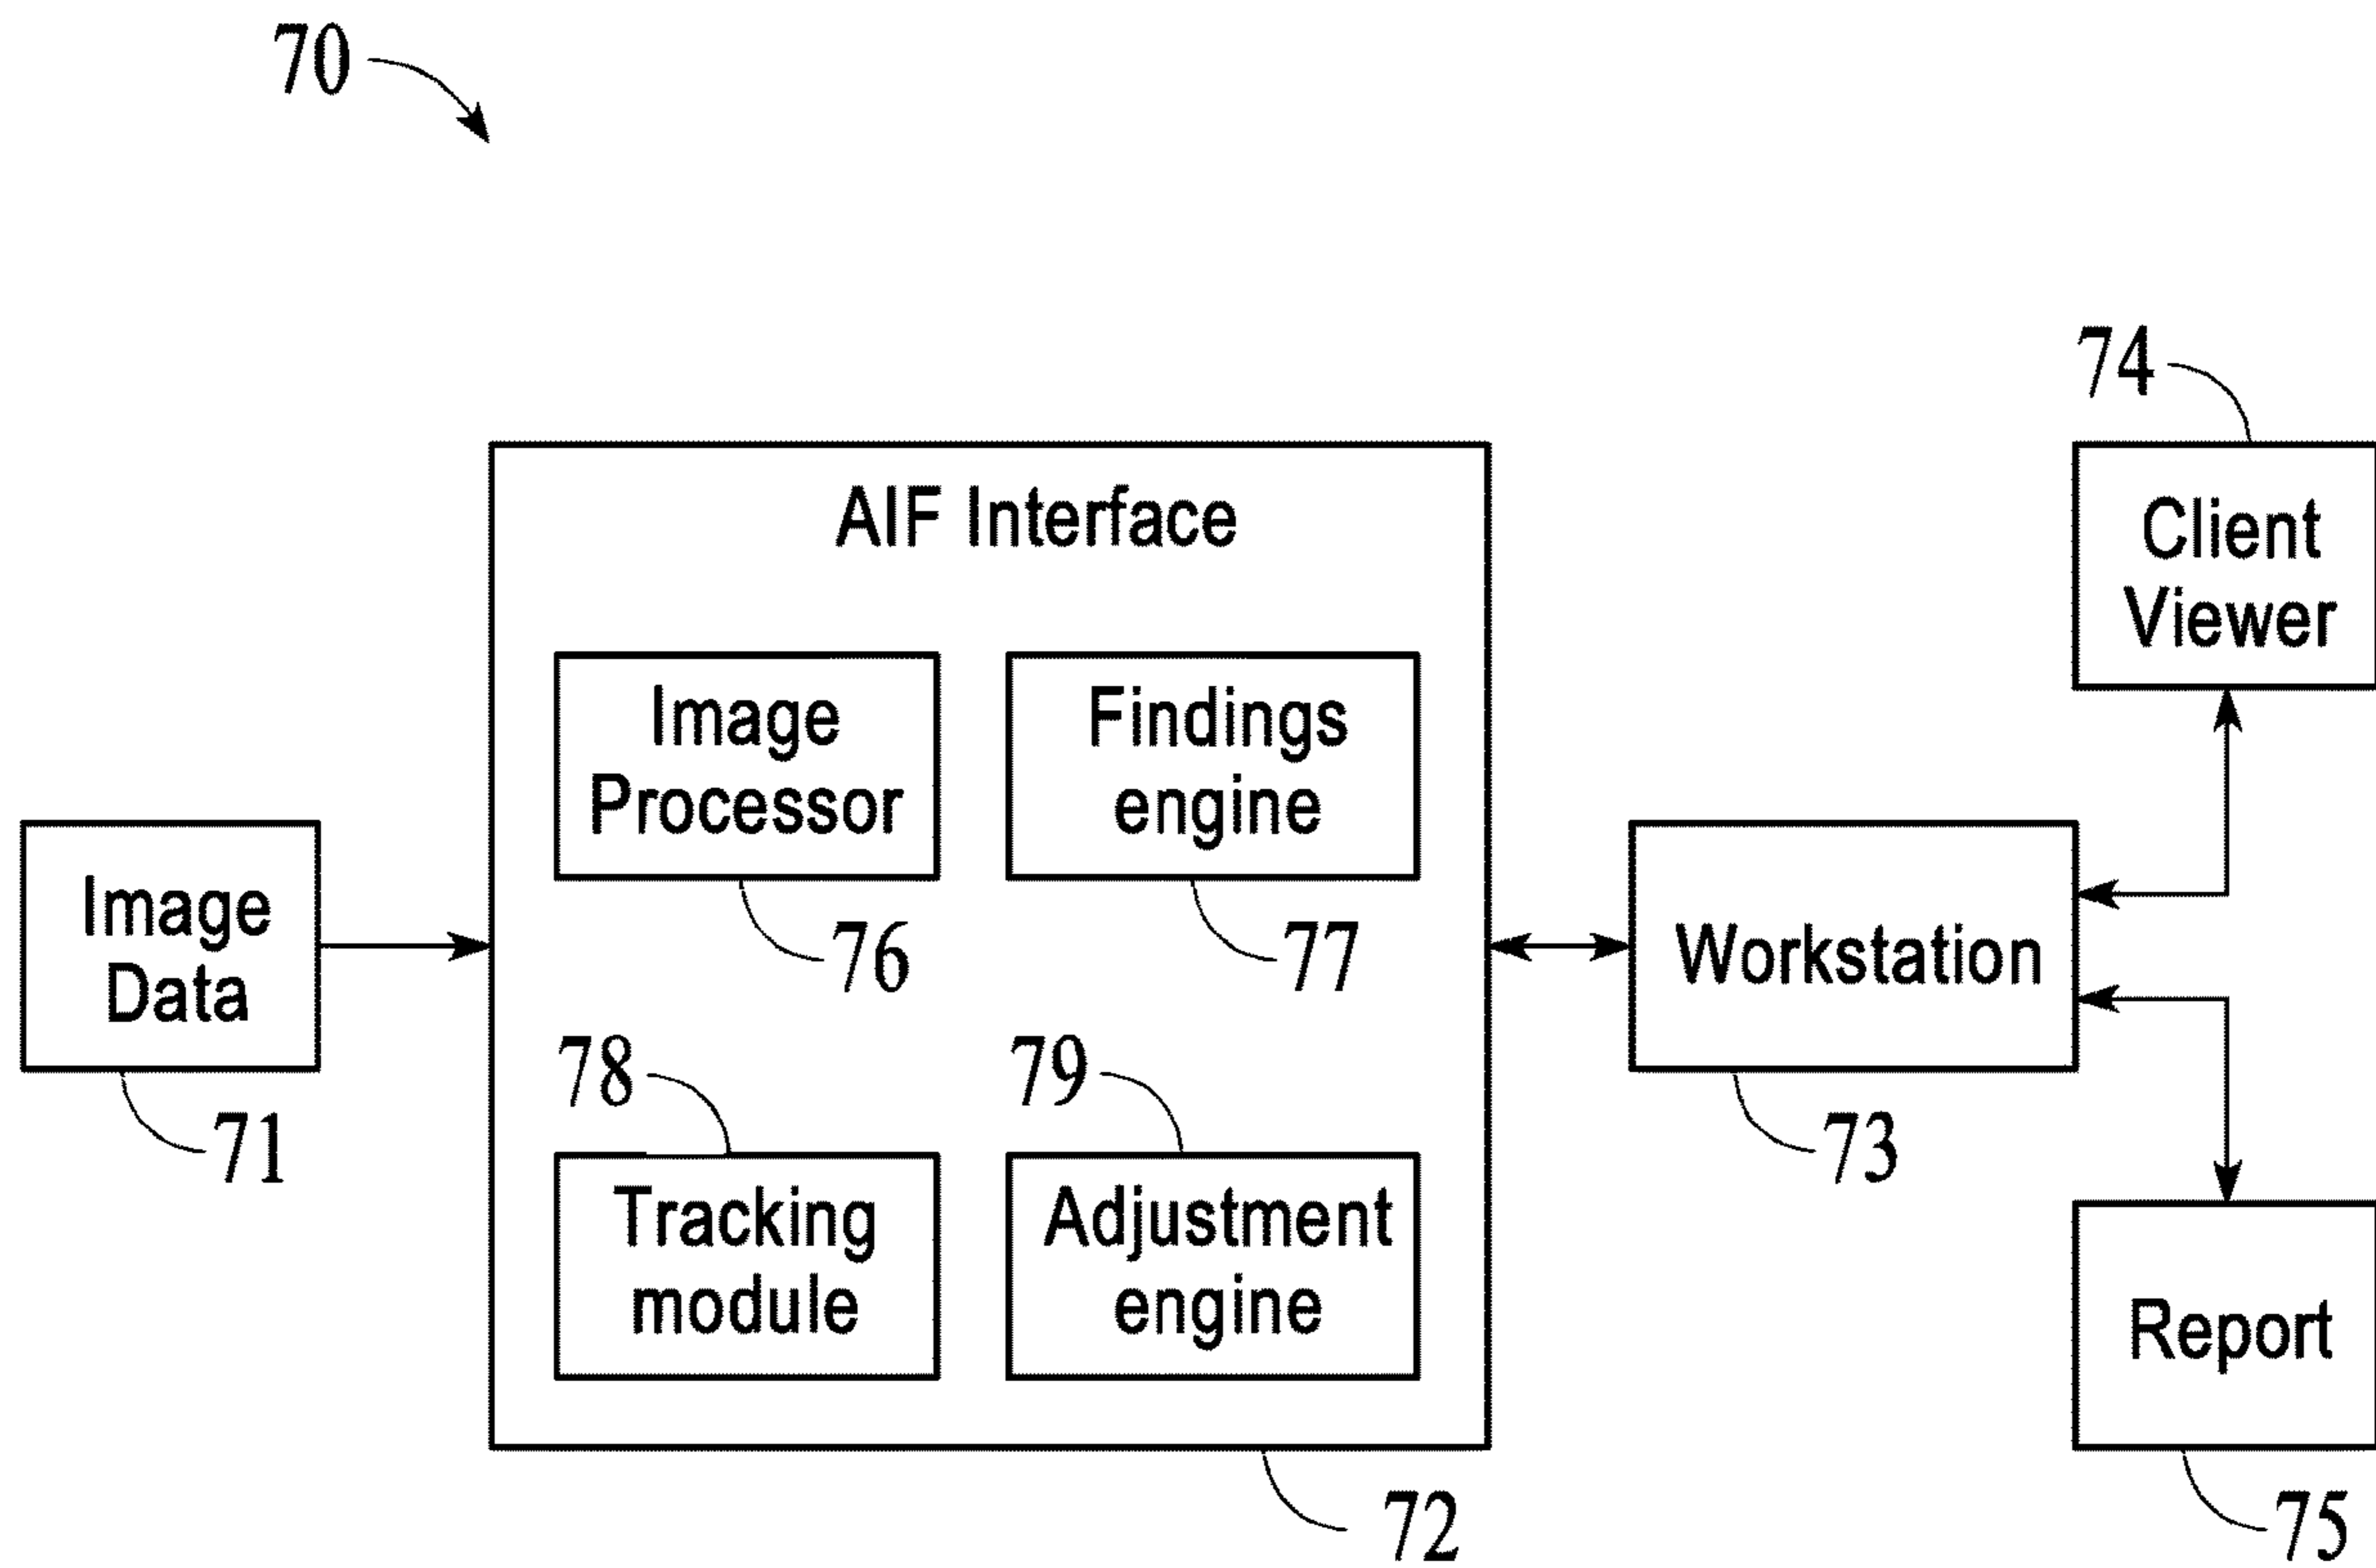 70
74
AIF Interface
Client
Viewer
Image
Processor
Findings
engine
76
77
Image
Data
71
Workstation
73
78
79
Tracking
module
Adjustment
engine
Report
72
75